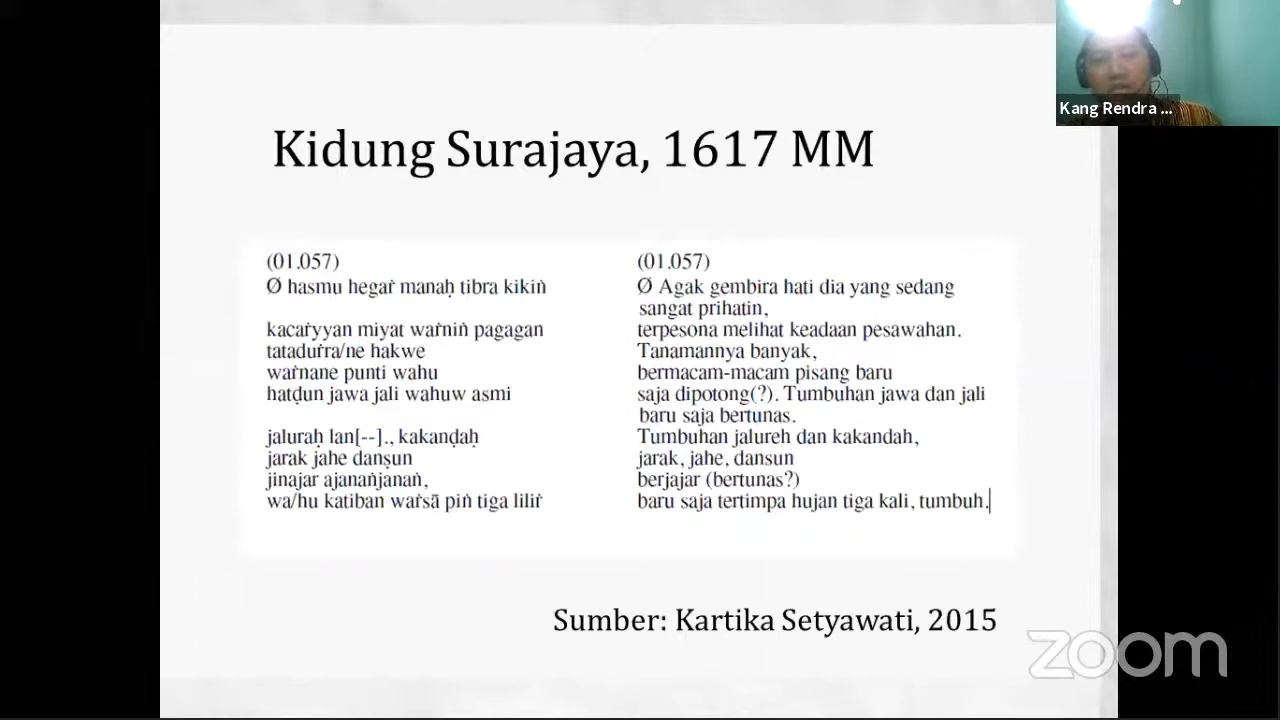 Kang Rendra ...
Kidung Surajaya, 1617 MM
(01.057)
Ø hasmu hegaṙ manaḥ tibra kikiṅ
kacaṙyyan miyat waṙniṅ pagagan
tataduṙra/ne hakwe
waṙnane punti wahu
hatḍun jawa jali wahuw asmi
jaluraḥ lan[--]., kakanḍaḥ
jarak jahe danṣun
jinajar ajanaṅjanaṅ,
wa/hu katiban waṙsā piṅ tiga liliṙ
(01.057)
Ø Agak gembira hati dia yang sedang
sangat prihatin,
terpesona melihat keadaan pesawahan.
Tanamannya banyak,
bermacam-macam pisang baru
saja dipotong(?). Tumbuhan jawa dan jali
baru saja bertunas.
Tumbuhan jalureh dan kakandah,
jarak, jahe, dansun
berjajar (bertunas?)
baru saja tertimpa hujan tiga kali, tumbuh.
Sumber: Kartika Setyawati, 2015
zoom